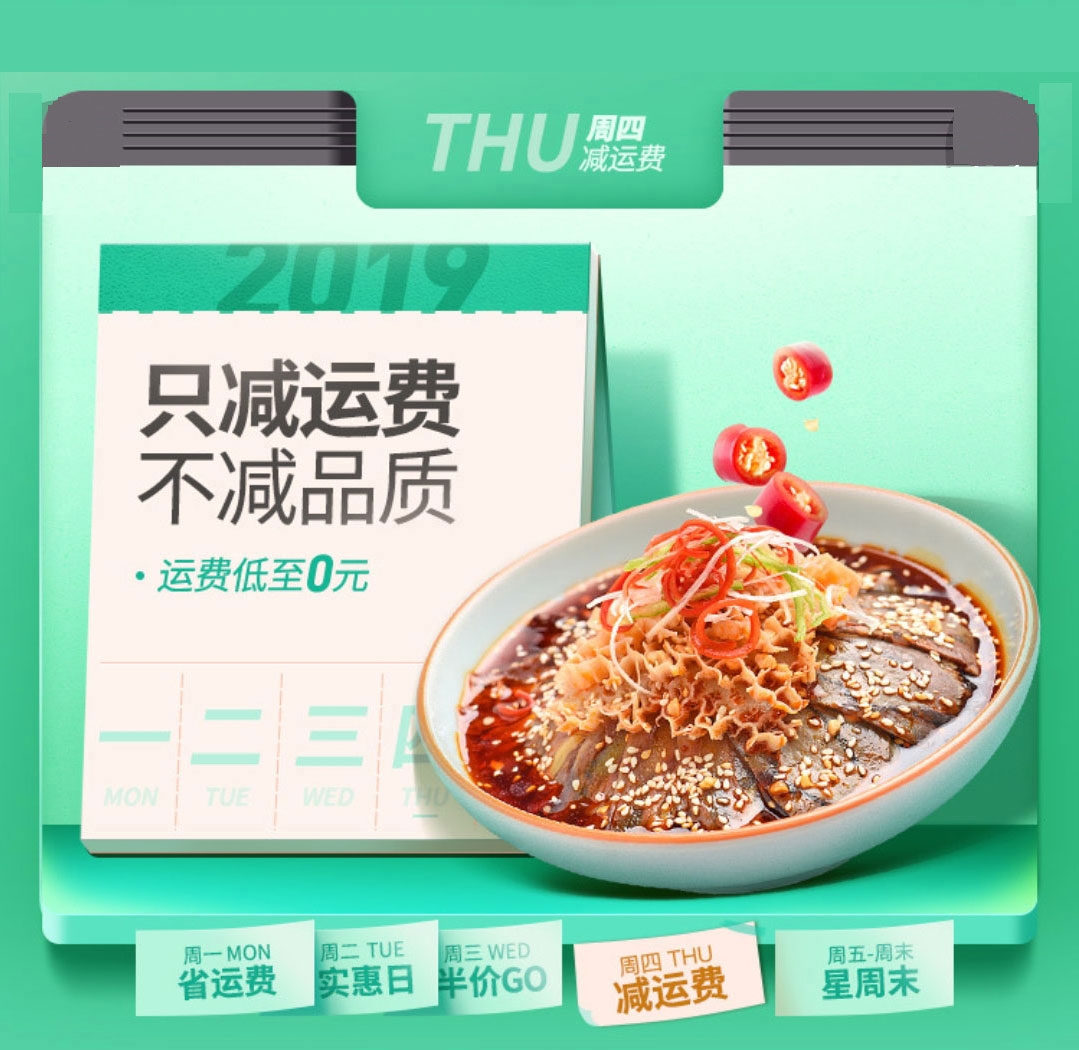 THU 周四
减运费
2019
只减运费
不减品质
· 运费低至0元
一 二 三 四
MON TUE WED THU
周一 MON
省运费
周二 TUE
实惠日
周三 WED
半价GO
周四 THU
减运费
周五-周末
星周末